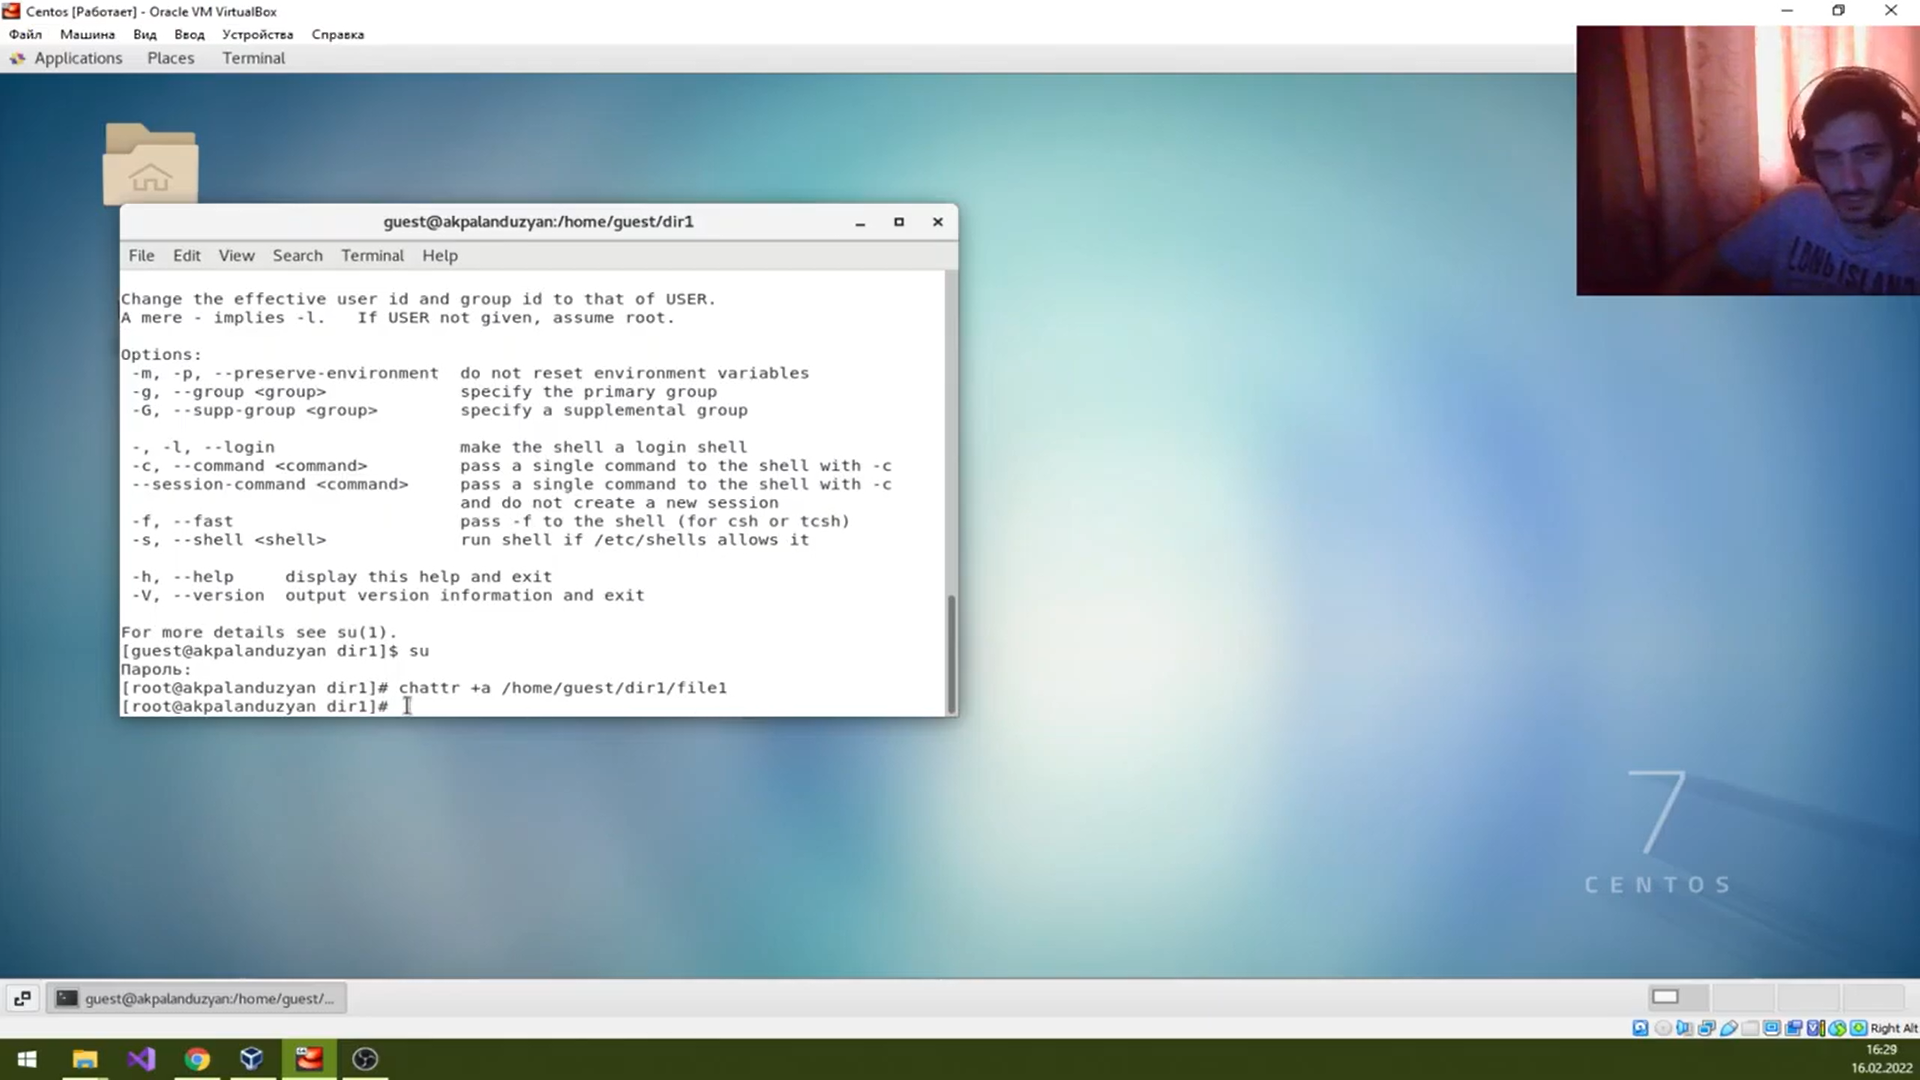 Centos [Работает] - Oracle VM VirtualBox
Файл Машина Вид Ввод Устройства Справка
Applications Places Terminal
guest@akpalanduzyan:/home/guest/dir1
File Edit View Search Terminal Help
Change the effective user id and group id to that of USER.
A mere - implies -l. If USER not given, assume root.
Options:
-m, -p, --preserve-environment do not reset environment variables
-g, --group <group> specify the primary group
-G, --supp-group <group> specify a supplemental group
-, -l, --login make the shell a login shell
-c, --command <command> pass a single command to the shell with -c
--session-command <command> pass a single command to the shell with -c
and do not create a new session
-f, --fast pass -f to the shell (for csh or tcsh)
-s, --shell <shell> run shell if /etc/shells allows it
-h, --help display this help and exit
-V, --version output version information and exit
For more details see su(1).
[guest@akpalanduzyan dir1]$ su
Пароль:
[root@akpalanduzyan dir1]# chattr +a /home/guest/dir1/file1
[root@akpalanduzyan dir1]#
LONG ISLAND
7
CENTOS
guest@akpalanduzyan:/home/guest/...
Right Alt
16:29
16.02.2022